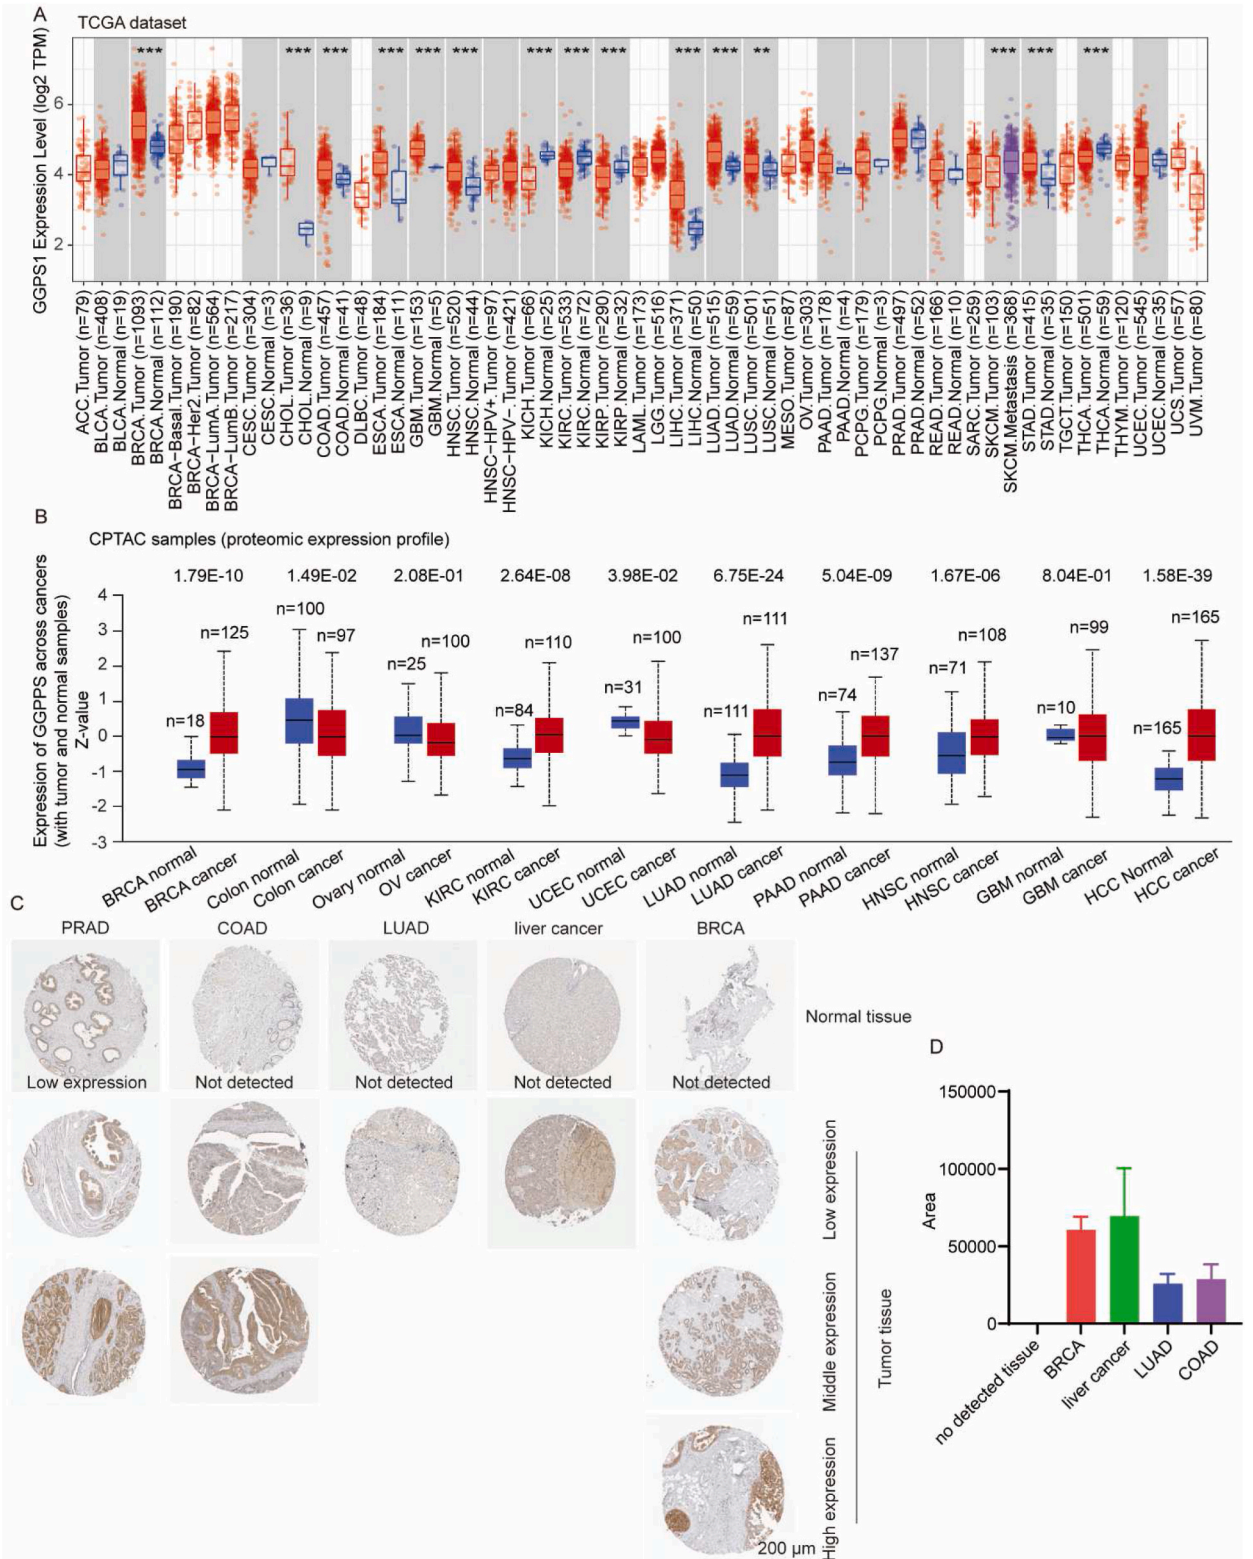 A
TCGA dataset
GGPS1 Expression Level (log2 TPM)
6
4
2
*** *** *** *** *** *** *** *** *** *** *** ** *** *** ***
ACC.Tumor (n=79)
BLCA.Tumor (n=408)
BLCA.Normal (n=19)
BRCA.Tumor (n=1093)
BRCA.Normal (n=112)
BRCA−Basal.Tumor (n=190)
BRCA−Her2.Tumor (n=82)
BRCA−LumA.Tumor (n=564)
BRCA−LumB.Tumor (n=217)
CESC.Tumor (n=304)
CESC.Normal (n=3)
CHOL.Tumor (n=36)
CHOL.Normal (n=9)
COAD.Tumor (n=457)
COAD.Normal (n=41)
DLBC.Tumor (n=48)
ESCA.Tumor (n=184)
ESCA.Normal (n=11)
GBM.Tumor (n=153)
GBM.Normal (n=5)
HNSC.Tumor (n=520)
HNSC.Normal (n=44)
HNSC−HPV+.Tumor (n=97)
HNSC−HPV−.Tumor (n=421)
KICH.Tumor (n=66)
KICH.Normal (n=25)
KIRC.Tumor (n=533)
KIRC.Normal (n=72)
KIRP.Tumor (n=290)
KIRP.Normal (n=32)
LAML.Tumor (n=173)
LGG.Tumor (n=516)
LIHC.Tumor (n=371)
LIHC.Normal (n=50)
LUAD.Tumor (n=515)
LUAD.Normal (n=59)
LUSC.Tumor (n=501)
LUSC.Normal (n=51)
MESO.Tumor (n=87)
OV.Tumor (n=303)
PAAD.Tumor (n=178)
PAAD.Normal (n=4)
PCPG.Tumor (n=179)
PCPG.Normal (n=3)
PRAD.Tumor (n=497)
PRAD.Normal (n=52)
READ.Tumor (n=166)
READ.Normal (n=10)
SARC.Tumor (n=259)
SKCM.Tumor (n=103)
SKCM.Metastasis (n=368)
STAD.Tumor (n=415)
STAD.Normal (n=35)
TGCT.Tumor (n=150)
THCA.Tumor (n=501)
THCA.Normal (n=59)
THYM.Tumor (n=120)
UCEC.Tumor (n=545)
UCEC.Normal (n=35)
UCS.Tumor (n=57)
UVM.Tumor (n=80)
B
CPTAC samples (proteomic expression profile)
Expression of GGPPS across cancers
(with tumor and normal samples)
Z-value
1.79E-10 1.49E-02 2.08E-01 2.64E-08 3.98E-02 6.75E-24 5.04E-09 1.67E-06 8.04E-01 1.58E-39
4
3
2
1
0
-1
-2
-3
n=18 n=125 n=100 n=97 n=25 n=100 n=84 n=110 n=31 n=100 n=111 n=111 n=74 n=137 n=71 n=108 n=10 n=99 n=165 n=165
BRCA normal
BRCA cancer
Colon normal
Colon cancer
Ovary normal
OV cancer
KIRC normal
KIRC cancer
UCEC normal
UCEC cancer
LUAD normal
LUAD cancer
PAAD normal
PAAD cancer
HNSC normal
HNSC cancer
GBM normal
GBM cancer
HCC Normal
HCC cancer
C
PRAD COAD LUAD liver cancer BRCA
Normal tissue
Low expression Not detected Not detected Not detected Not detected
Low expression
Middle expression
High expression
Tumor tissue
200 µm
D
Area
150000
100000
50000
0
no detected tissue
BRCA
liver cancer
LUAD
COAD